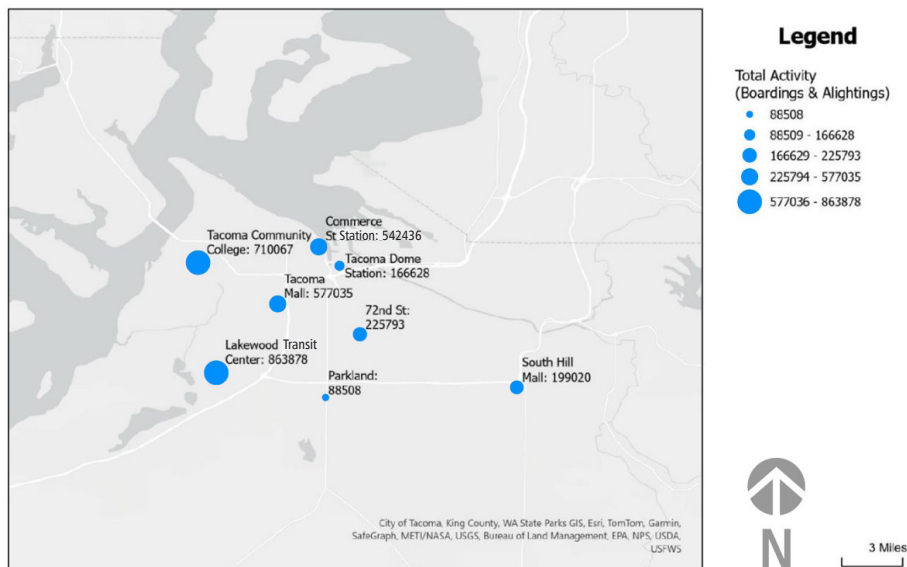 Tacoma Community
College: 710067
Commerce
St Station: 542436
Tacoma Dome
Station: 166628
Tacoma
Mall: 577035
72nd St:
225793
Lakewood Transit
Center: 863878
Parkland:
88508
South Hill
Mall: 199020
City of Tacoma, King County, WA State Parks GIS, Esri, TomTom, Garmin,
SafeGraph, METI/NASA, USGS, Bureau of Land Management, EPA, NPS, USDA,
USFWS
Legend
Total Activity
(Boardings & Alightings)
88508
88509 - 166628
166629 - 225793
225794 - 577035
577036 - 863878
N
3 Miles